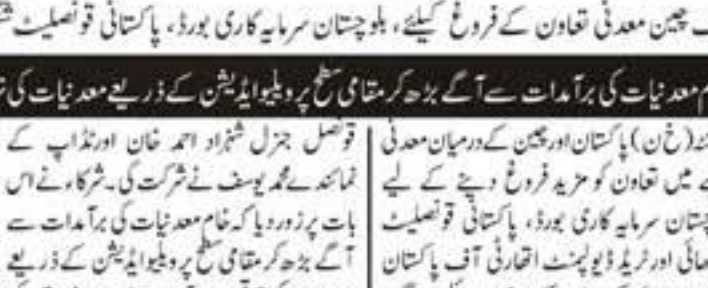 چین معدنی تعاون کے فروغ کیلئے، بلوچستان سرمایہ کاری بورڈ، پاکستانی قونصلیٹ
معدنیات کی برآمدات سے آگے بڑھ کر مقامی سطح پر ویلیو ایڈیشن کے ذریعے معدنیات کی
(خ ن) پاکستان اور چین کے درمیان معدنی
میں تعاون کو مزید فروغ دینے کے لیے
سرمایہ کاری بورڈ، پاکستانی قونصلیٹ
اور ٹریڈ ڈیولپمنٹ اتھارٹی آف پاکستان
قونصل جنرل شہزاد احمد خان اور ٹڈاپ کے
نمائندے محمد یوسف نے شرکت کی۔ شرکاء نے اس
بات پر زور دیا کہ خام معدنیات کی برآمدات سے
آگے بڑھ کر مقامی سطح پر ویلیو ایڈیشن کے ذریعے